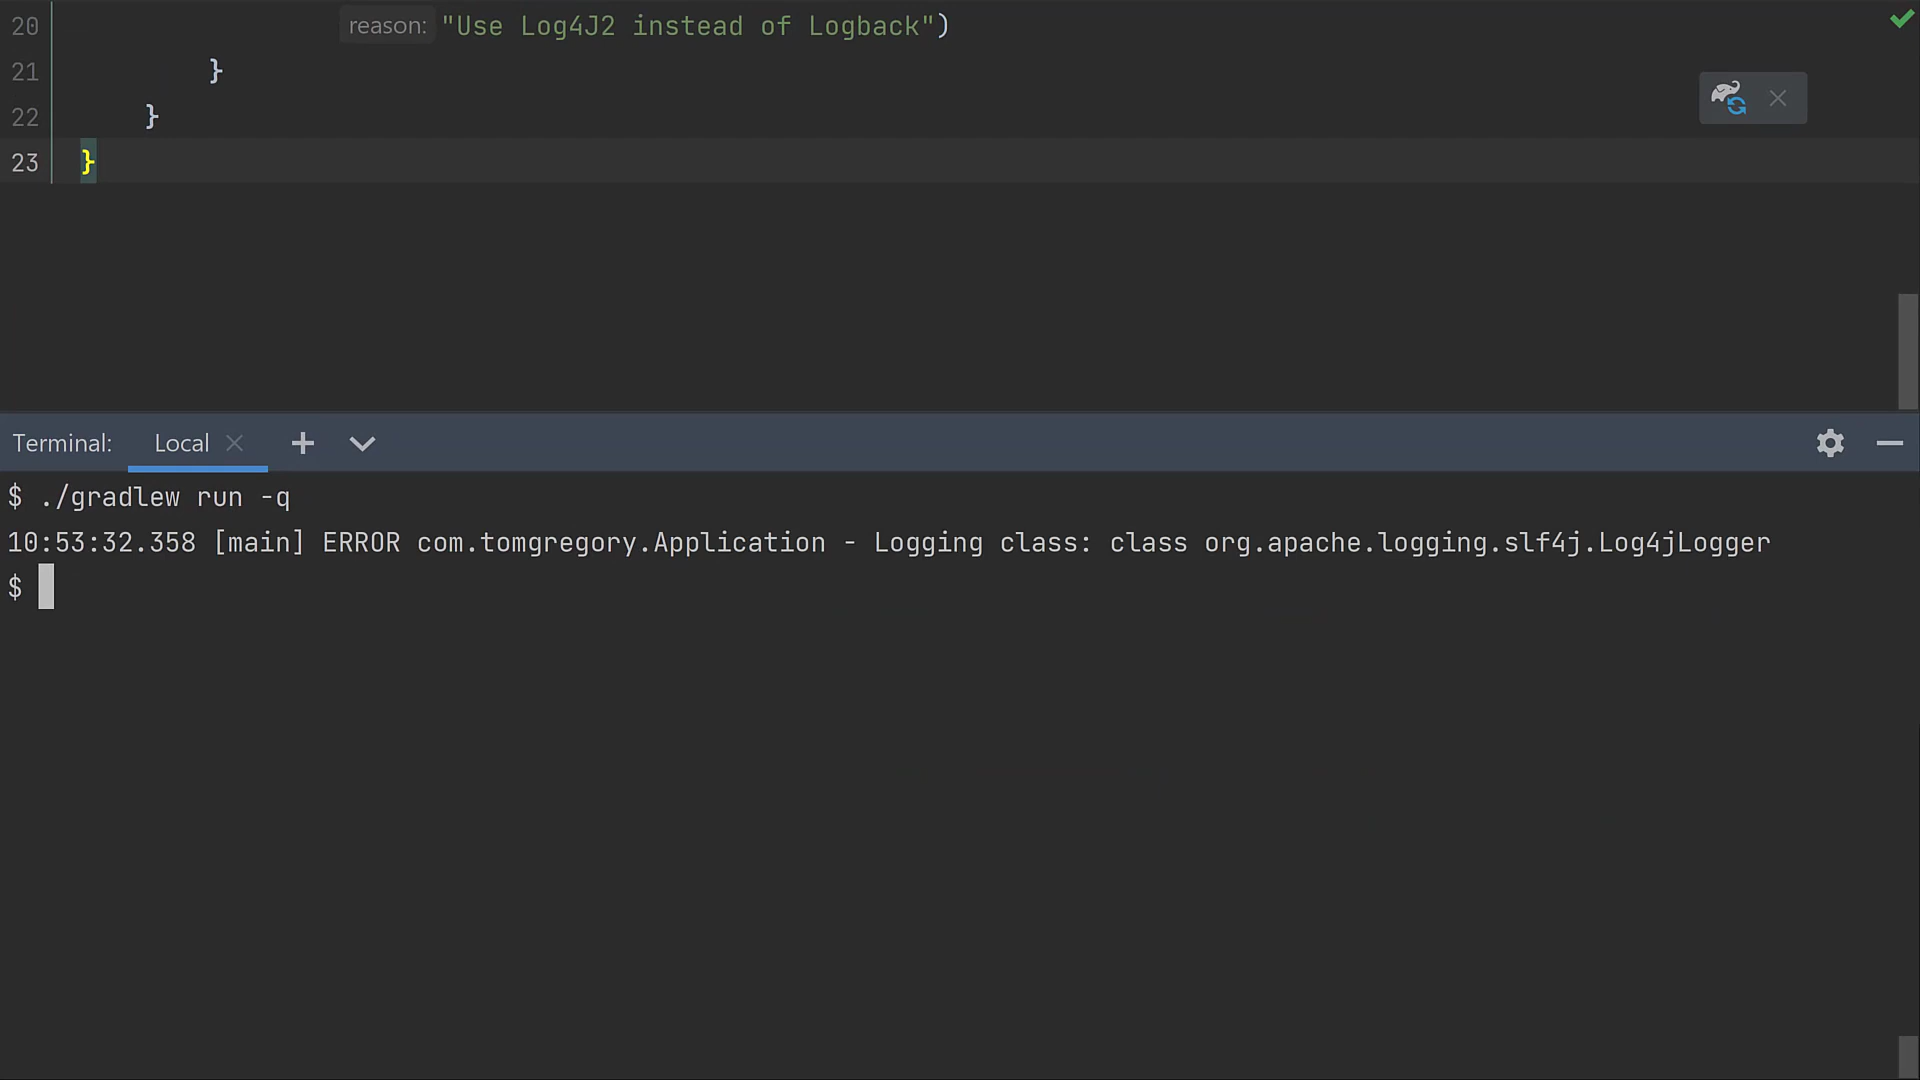 20 reason: "Use Log4J2 instead of Logback")
21 }
22 }
23 }
Terminal: Local
$ ./gradlew run -q
10:53:32.358 [main] ERROR com.tomgregory.Application - Logging class: class org.apache.logging.slf4j.Log4jLogger
$